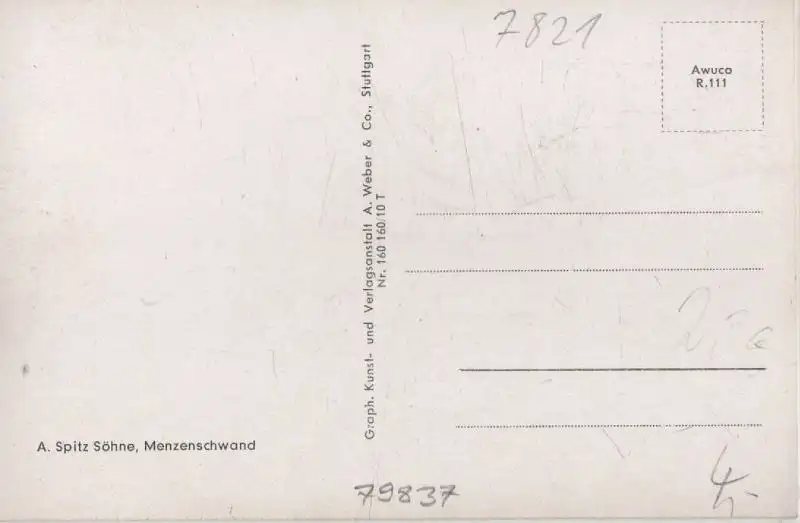 7821
Awuco
R.111
Graph. Kunst- und Verlagsanstalt A. Weber & Co., Stuttgart
Nr. 160 160/10 T
2,- €
A. Spitz Söhne, Menzenschwand
79837
4,-